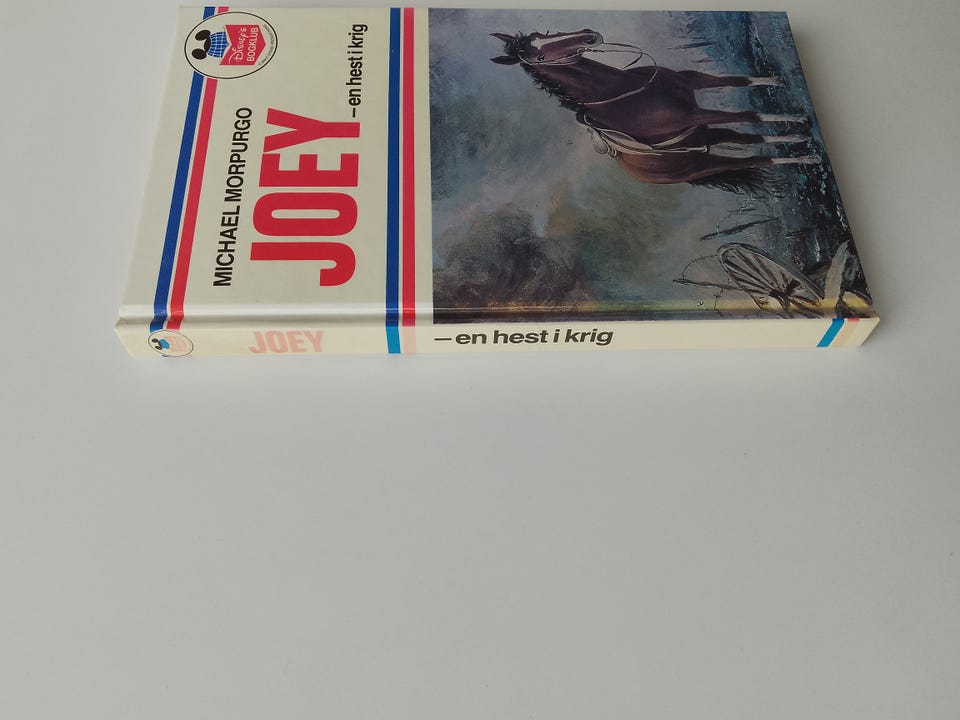 Disney's
BOGKLUB
MICHAEL MORPURGO
JOEY
– en hest i krig
JOEY
– en hest i krig